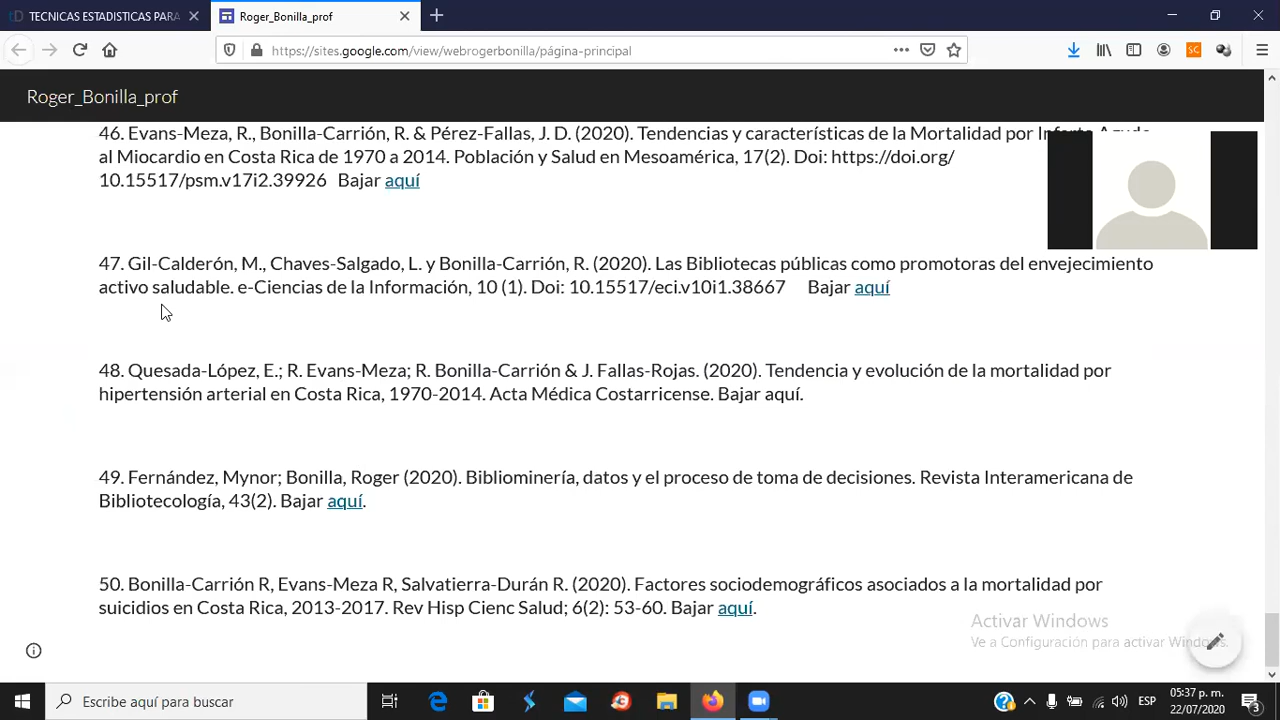 TECNICAS ESTADISTICAS PARA
Roger_Bonilla_prof
https://sites.google.com/view/webrogerbonilla/página-principal
SC
Roger_Bonilla_prof
46. Evans-Meza, R., Bonilla-Carrión, R. & Pérez-Fallas, J. D. (2020). Tendencias y características de la Mortalidad por Infarto Agudo
al Miocardio en Costa Rica de 1970 a 2014. Población y Salud en Mesoamérica, 17(2). Doi: https://doi.org/
10.15517/psm.v17i2.39926 Bajar aquí
47. Gil-Calderón, M., Chaves-Salgado, L. y Bonilla-Carrión, R. (2020). Las Bibliotecas públicas como promotoras del envejecimiento
activo saludable. e-Ciencias de la Información, 10 (1). Doi: 10.15517/eci.v10i1.38667 Bajar aquí
48. Quesada-López, E.; R. Evans-Meza; R. Bonilla-Carrión & J. Fallas-Rojas. (2020). Tendencia y evolución de la mortalidad por
hipertensión arterial en Costa Rica, 1970-2014. Acta Médica Costarricense. Bajar aquí.
49. Fernández, Mynor; Bonilla, Roger (2020). Bibliominería, datos y el proceso de toma de decisiones. Revista Interamericana de
Bibliotecología, 43(2). Bajar aquí.
50. Bonilla-Carrión R, Evans-Meza R, Salvatierra-Durán R. (2020). Factores sociodemográficos asociados a la mortalidad por
suicidios en Costa Rica, 2013-2017. Rev Hisp Cienc Salud; 6(2): 53-60. Bajar aquí.
Activar Windows
Ve a Configuración para activar Windows.
Escribe aquí para buscar
ESP
05:37 p. m.
22/07/2020
3